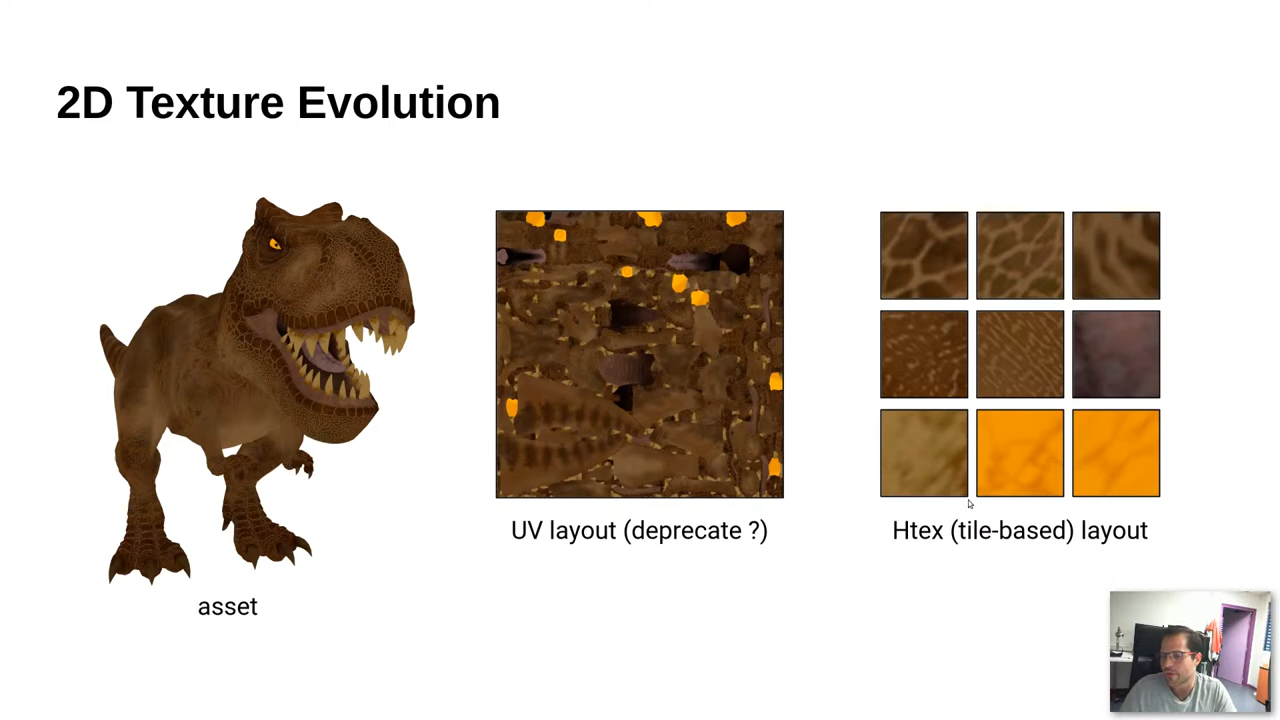 2D Texture Evolution
UV layout (deprecate ?)
Htex (tile-based) layout
asset